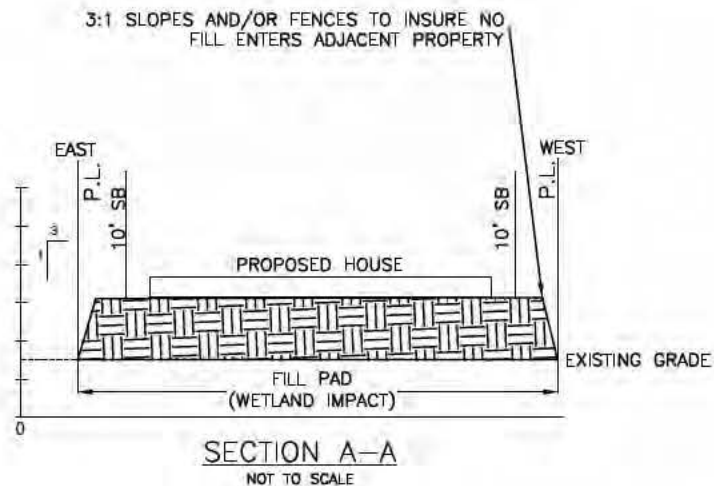 3:1 SLOPES AND/OR FENCES TO INSURE NO
FILL ENTERS ADJACENT PROPERTY
EAST
WEST
P.L.
10' SB
10' SB
P.L.
3
1
PROPOSED HOUSE
EXISTING GRADE
FILL PAD
(WETLAND IMPACT)
0
SECTION A-A
NOT TO SCALE